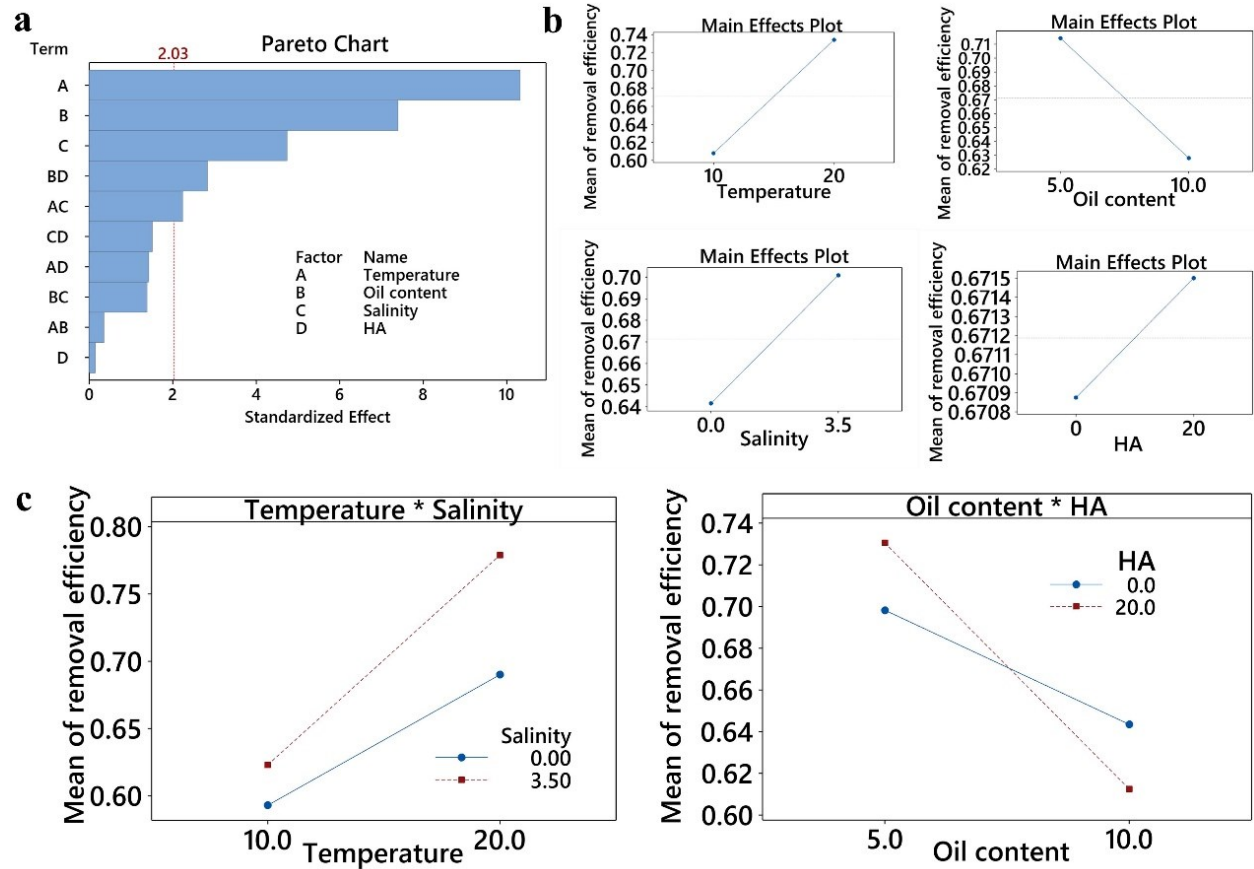 a
Pareto Chart
Term
2.03
A
B
C
BD
AC
CD
AD
BC
AB
D
Factor Name
A Temperature
B Oil content
C Salinity
D HA
0 2 4 6 8 10
Standardized Effect
b
Main Effects Plot
Mean of removal efficiency
0.74
0.72
0.70
0.68
0.66
0.64
0.62
0.60
10 20
Temperature
Main Effects Plot
Mean of removal efficiency
0.71
0.70
0.69
0.68
0.67
0.66
0.65
0.64
0.63
0.62
5.0 10.0
Oil content
Main Effects Plot
Mean of removal efficiency
0.70
0.69
0.68
0.67
0.66
0.65
0.64
0.0 3.5
Salinity
Main Effects Plot
Mean of removal efficiency
0.6715
0.6714
0.6713
0.6712
0.6711
0.6710
0.6709
0.6708
0 20
HA
c
Temperature * Salinity
Mean of removal efficiency
0.80
0.75
0.70
0.65
0.60
Salinity
0.00
3.50
10.0 20.0
Temperature
Oil content * HA
Mean of removal efficiency
0.74
0.72
0.70
0.68
0.66
0.64
0.62
0.60
HA
0.0
20.0
5.0 10.0
Oil content